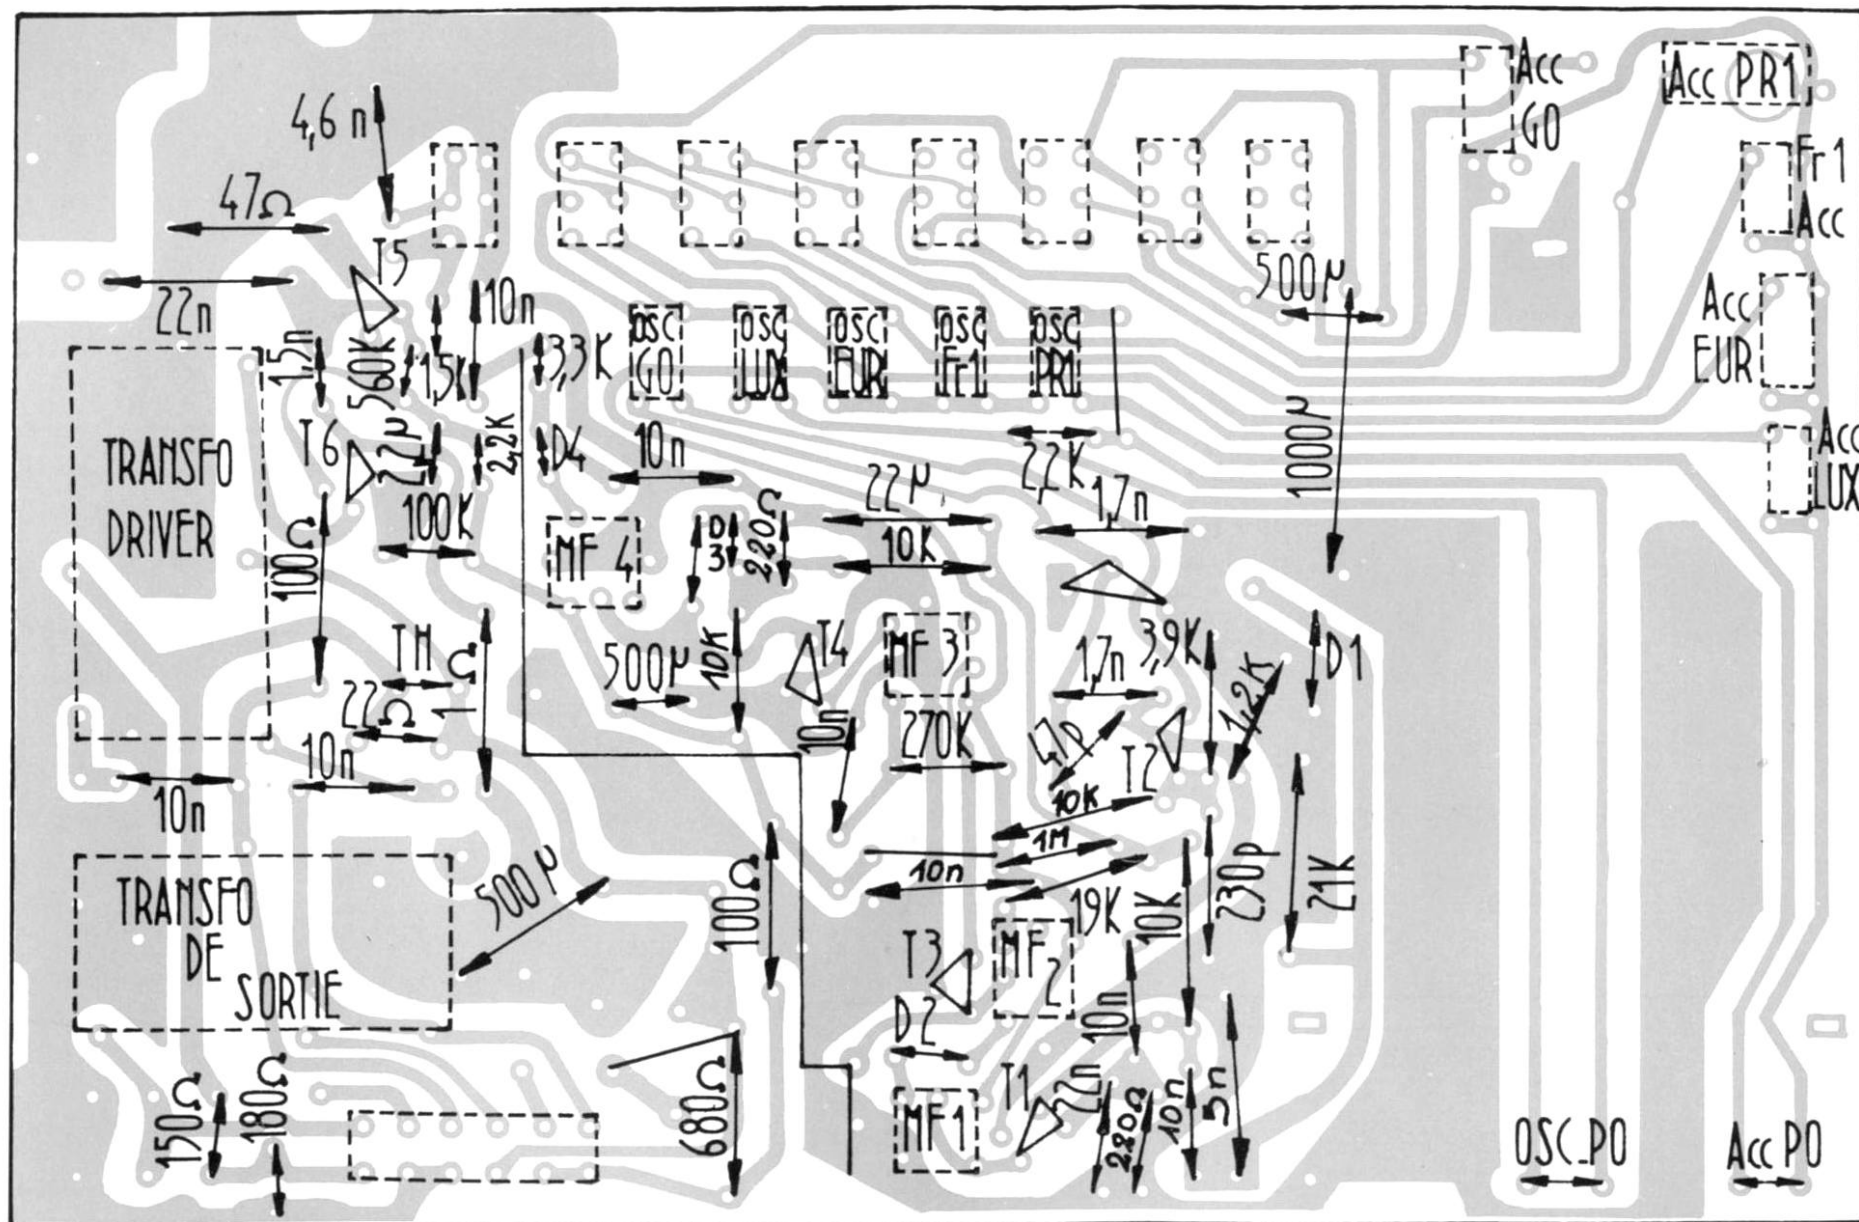 Acc
GO
Acc PR1
Fr1
Acc
4,6 n
47Ω
T5
22n
10n
500µ
Acc
EUR
1,5n
560K
1,5K
3,3K
OSC
GO
OSC
LUX
OSC
EUR
OSC
Fr1
OSC
PR1
1000µ
Acc
LUX
TRANSFO
DRIVER
T6
22µ
2,2K
D4
10n
22µ
2,2K
1,7n
100K
100Ω
MF 4
D3
220Ω
10K
TH
1Ω
500µ
10K
T4
MF 3
1,7n
3,9K
1,2K
D1
22Ω
10n
10n
10n
270K
47p
T2
10K
1M
10n
19K
10K
230p
21K
TRANSFO
DE
SORTIE
500µ
100Ω
T3
MF
2
D2
10n
150Ω
180Ω
680Ω
MF1
T1
22n
220Ω
10n
5n
OSC_PO
Acc PO